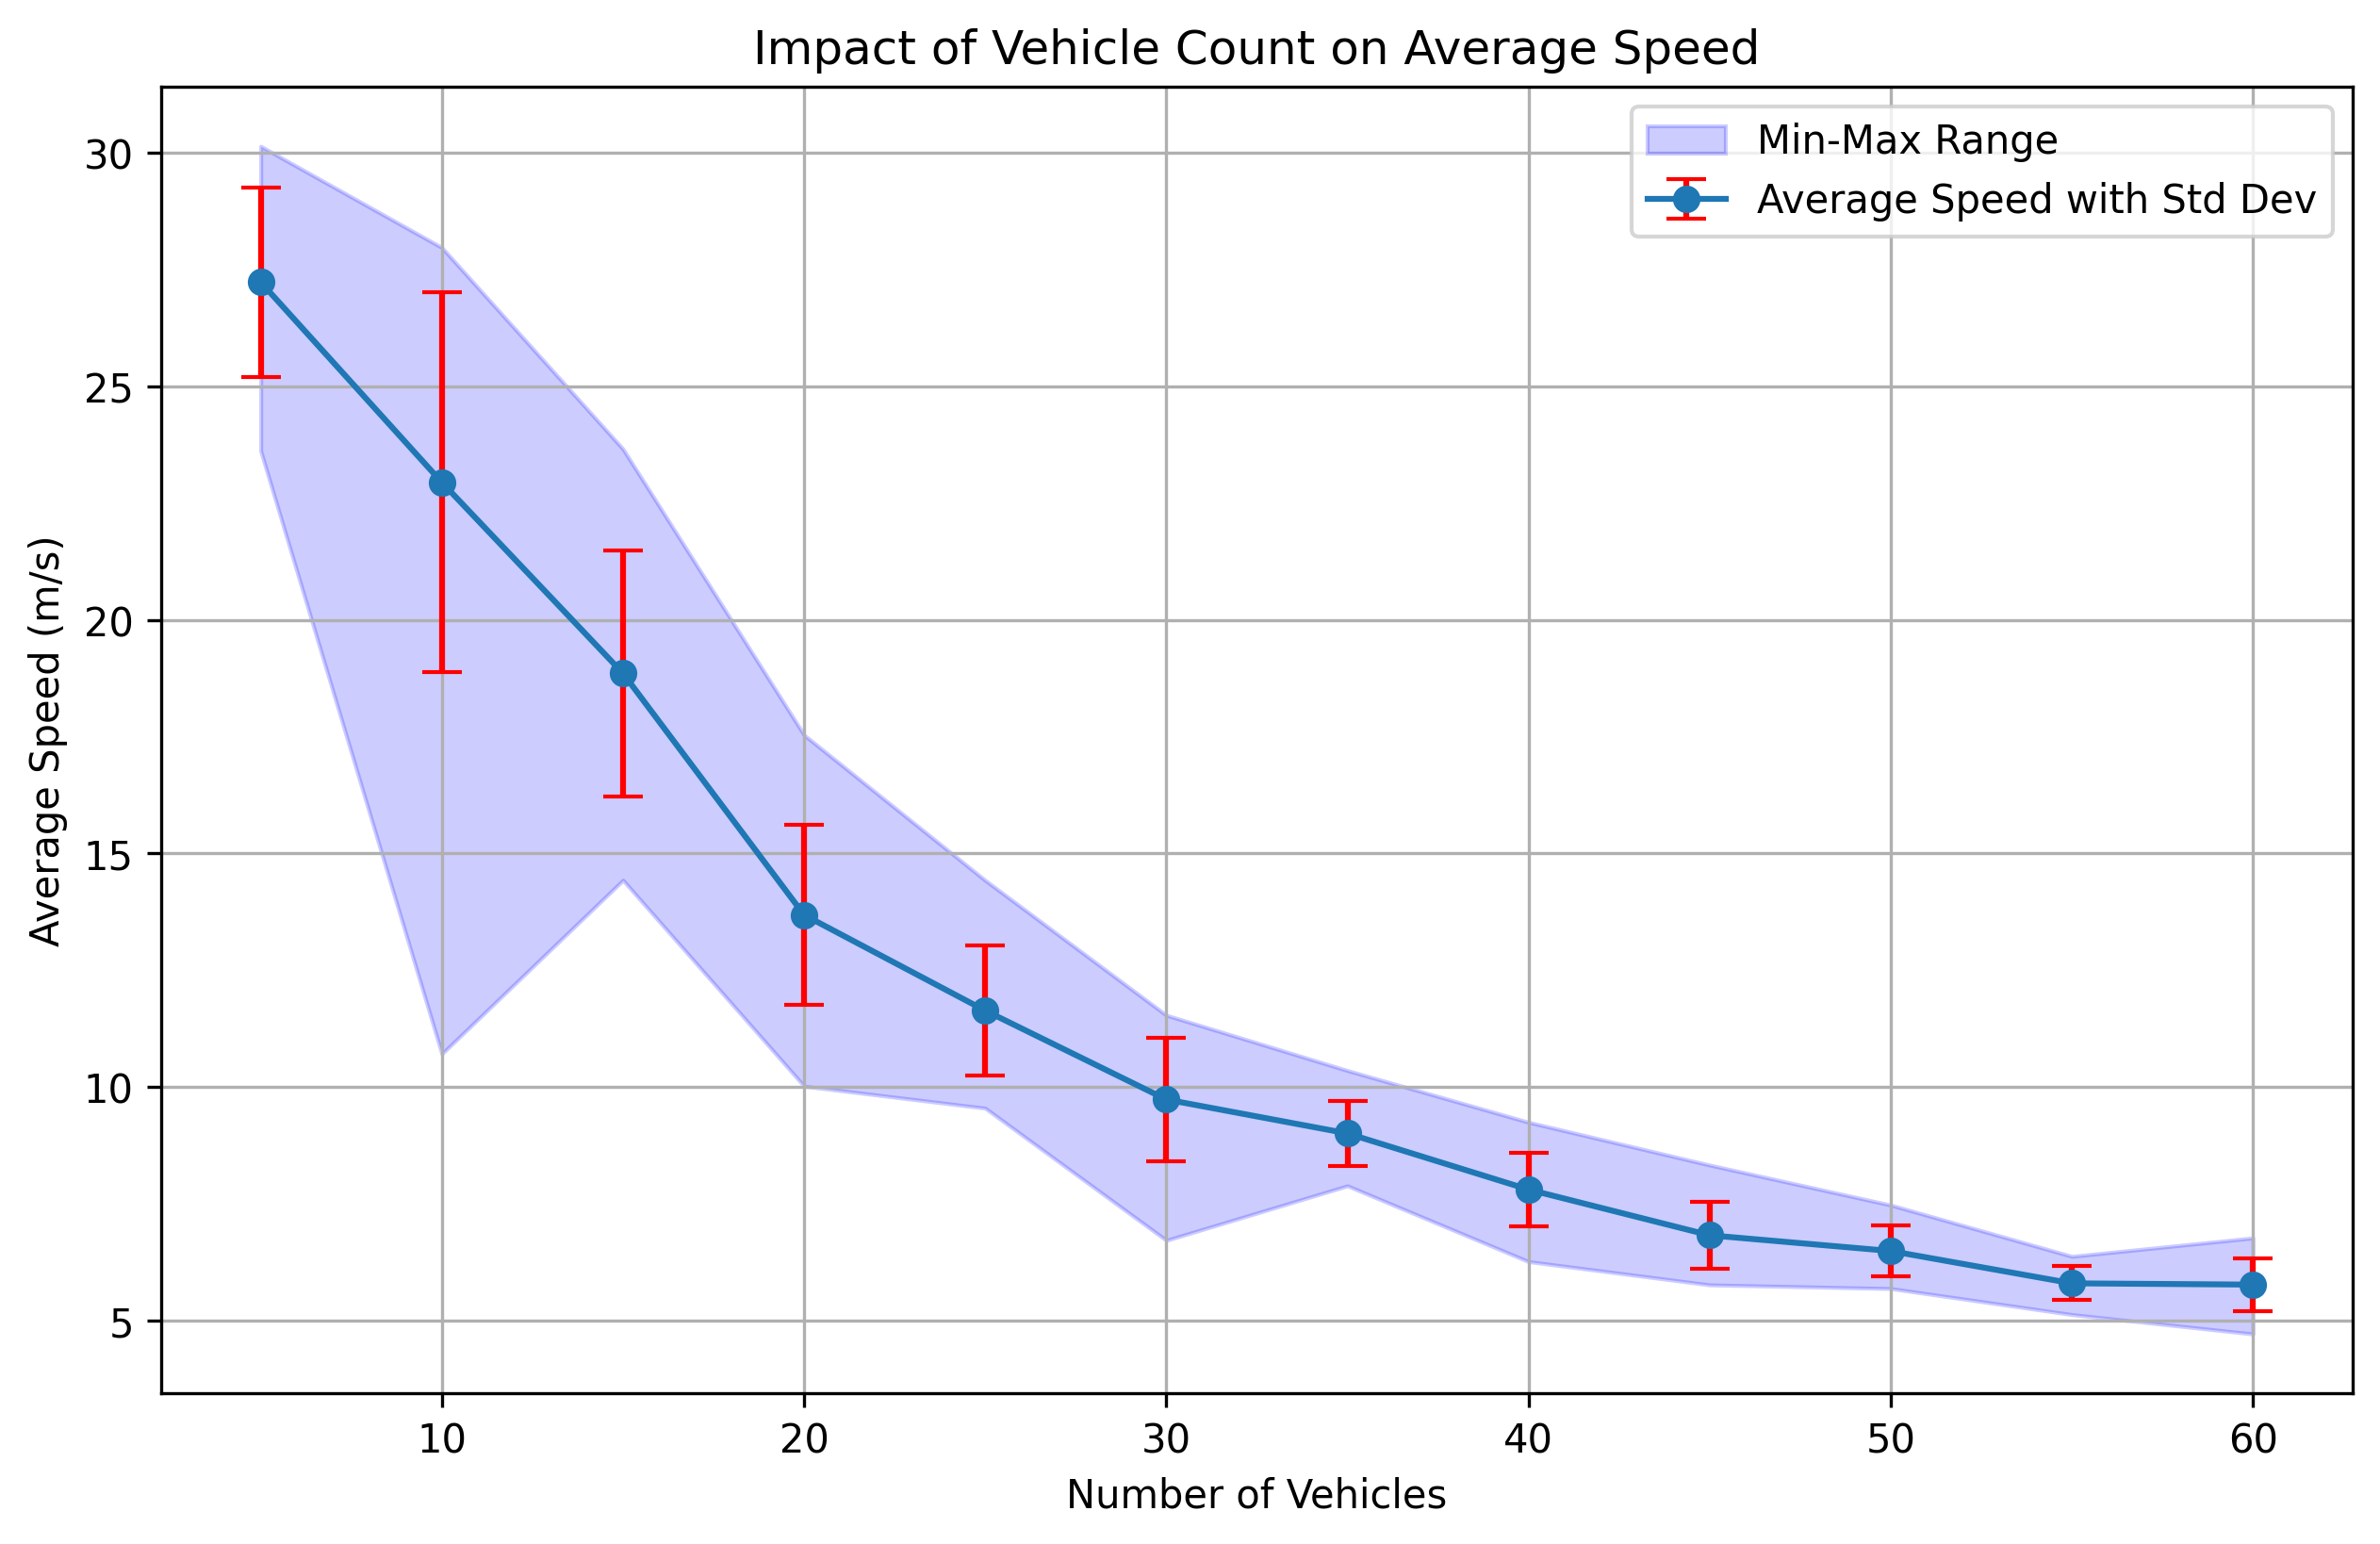 Impact of Vehicle Count on Average Speed
Min-Max Range
Average Speed with Std Dev
30
25
20
15
10
5
Average Speed (m/s)
10 20 30 40 50 60
Number of Vehicles